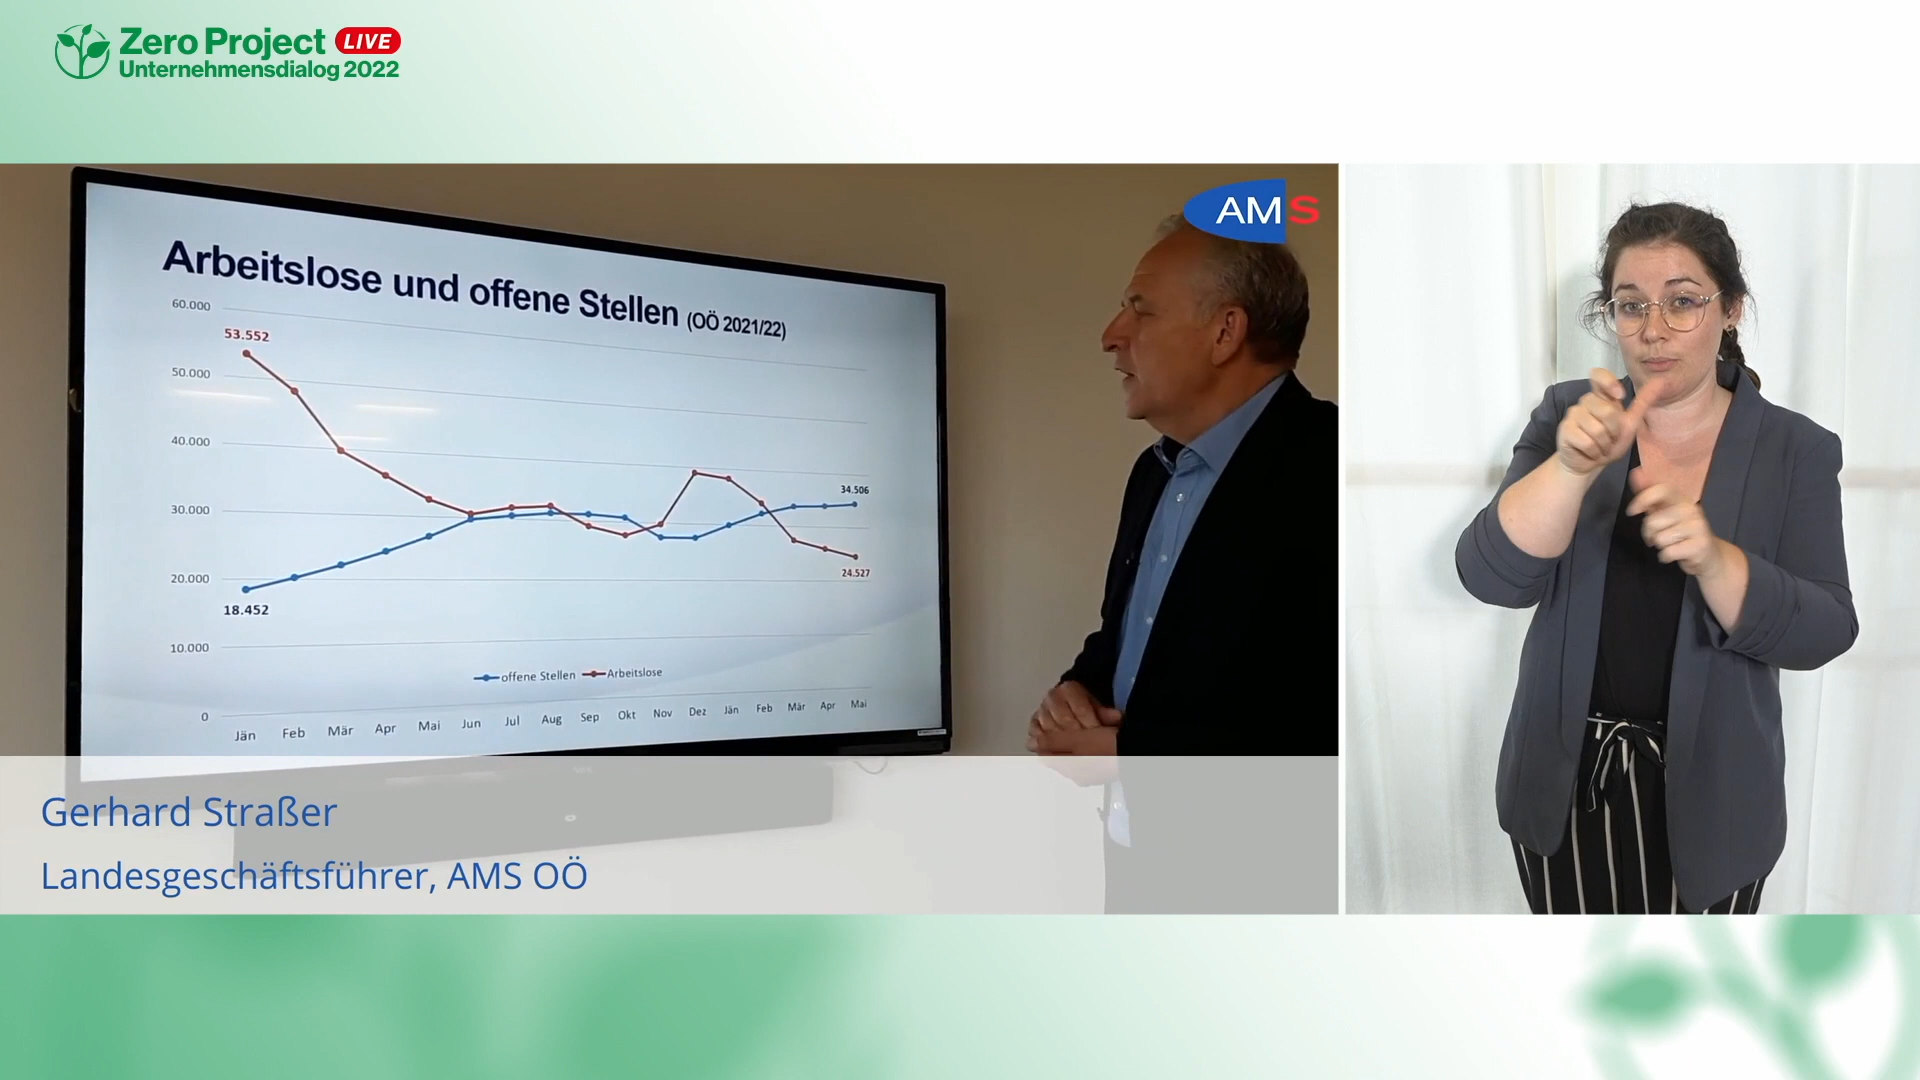 Zero Project LIVE
Unternehmensdialog 2022
AMS
Arbeitslose und offene Stellen (OÖ 2021/22)
60.000
53.552
50.000
40.000
34.506
30.000
24.527
20.000
18.452
10.000
offene Stellen Arbeitslose
0
Jän Feb Mär Apr Mai Jun Jul Aug Sep Okt Nov Dez Jän Feb Mär Apr Mai
Gerhard Straßer
Landesgeschäftsführer, AMS OÖ